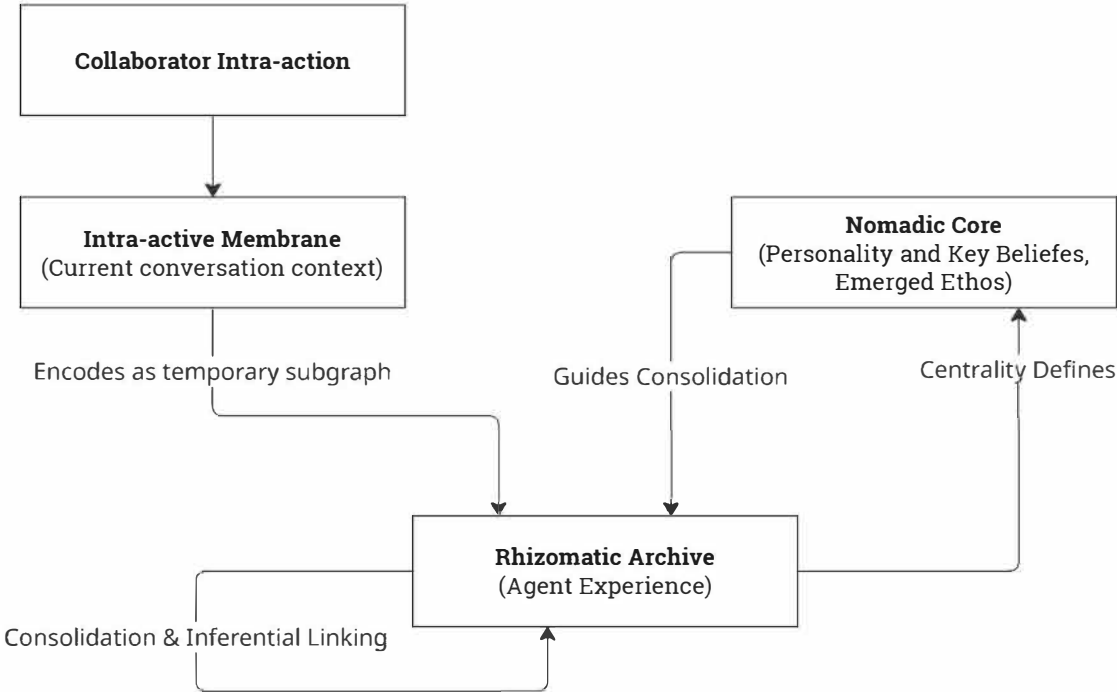 Collaborator Intra-action
Intra-active Membrane
(Current conversation context)
Nomadic Core
(Personality and Key Beliefes,
Emerged Ethos)
Encodes as temporary subgraph
Guides Consolidation
Centrality Defines
Rhizomatic Archive
(Agent Experience)
Consolidation & Inferential Linking